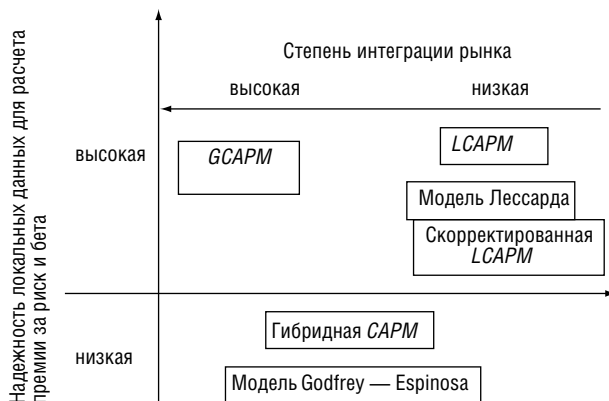 Надежность локальных данных для расчета
премии за риск и бета
Степень интеграции рынка
высокая
низкая
высокая
GCAPM
LCAPM
Модель Лессарда
Скорректированная
LCAPM
низкая
Гибридная CAPM
Модель Godfrey — Espinosa